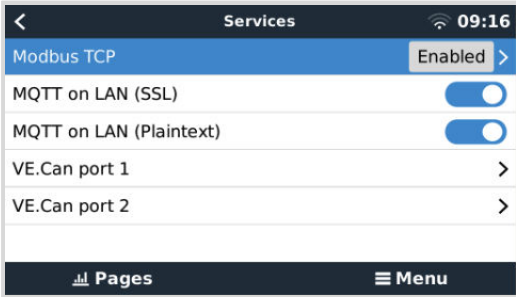 Services 09:16
Modbus TCP Enabled
MQTT on LAN (SSL)
MQTT on LAN (Plaintext)
VE.Can port 1
VE.Can port 2
Pages Menu